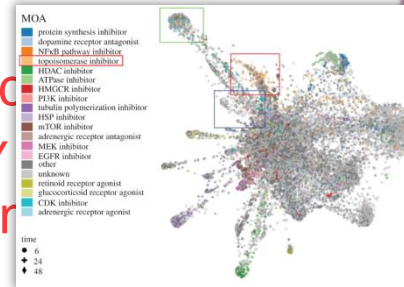 MOA
protein synthesis inhibitor
dopamine receptor antagonist
NFκB pathway inhibitor
topoisomerase inhibitor
HDAC inhibitor
ATPase inhibitor
HMGCR inhibitor
PI3K inhibitor
tubulin polymerization inhibitor
HSP inhibitor
mTOR inhibitor
adrenergic receptor antagonist
MEK inhibitor
EGFR inhibitor
other
unknown
retinoid receptor agonist
glucocorticoid receptor agonist
CDK inhibitor
adrenergic receptor agonist
time
6
24
48